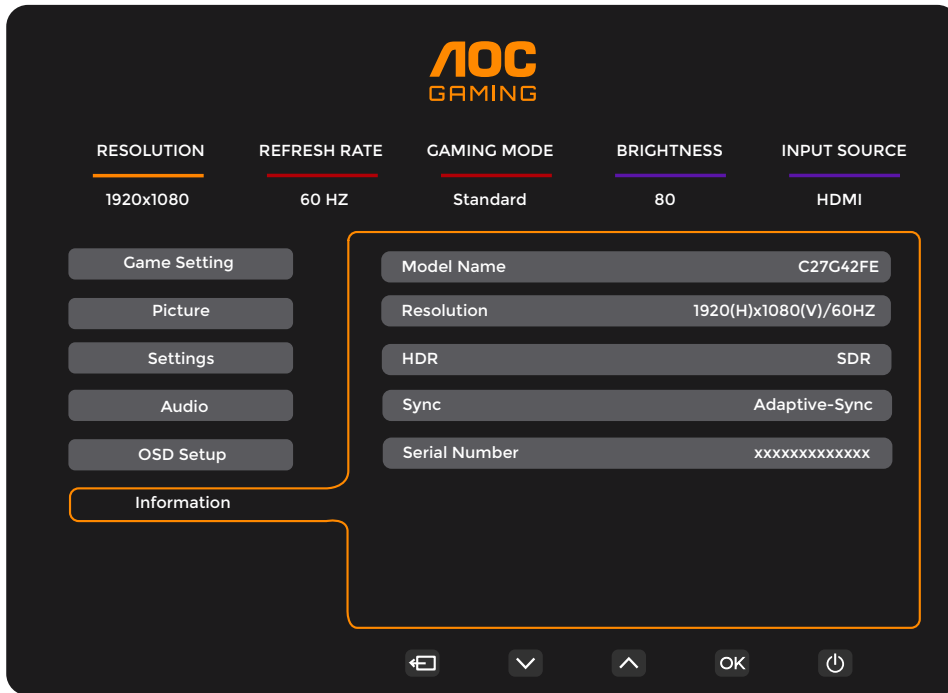 AOC
GAMING
RESOLUTION REFRESH RATE GAMING MODE BRIGHTNESS INPUT SOURCE
1920x1080 60 HZ Standard 80 HDMI
Game Setting
Picture
Settings
Audio
OSD Setup
Information
Model Name C27G42FE
Resolution 1920(H)x1080(V)/60HZ
HDR SDR
Sync Adaptive-Sync
Serial Number xxxxxxxxxxxxx
OK